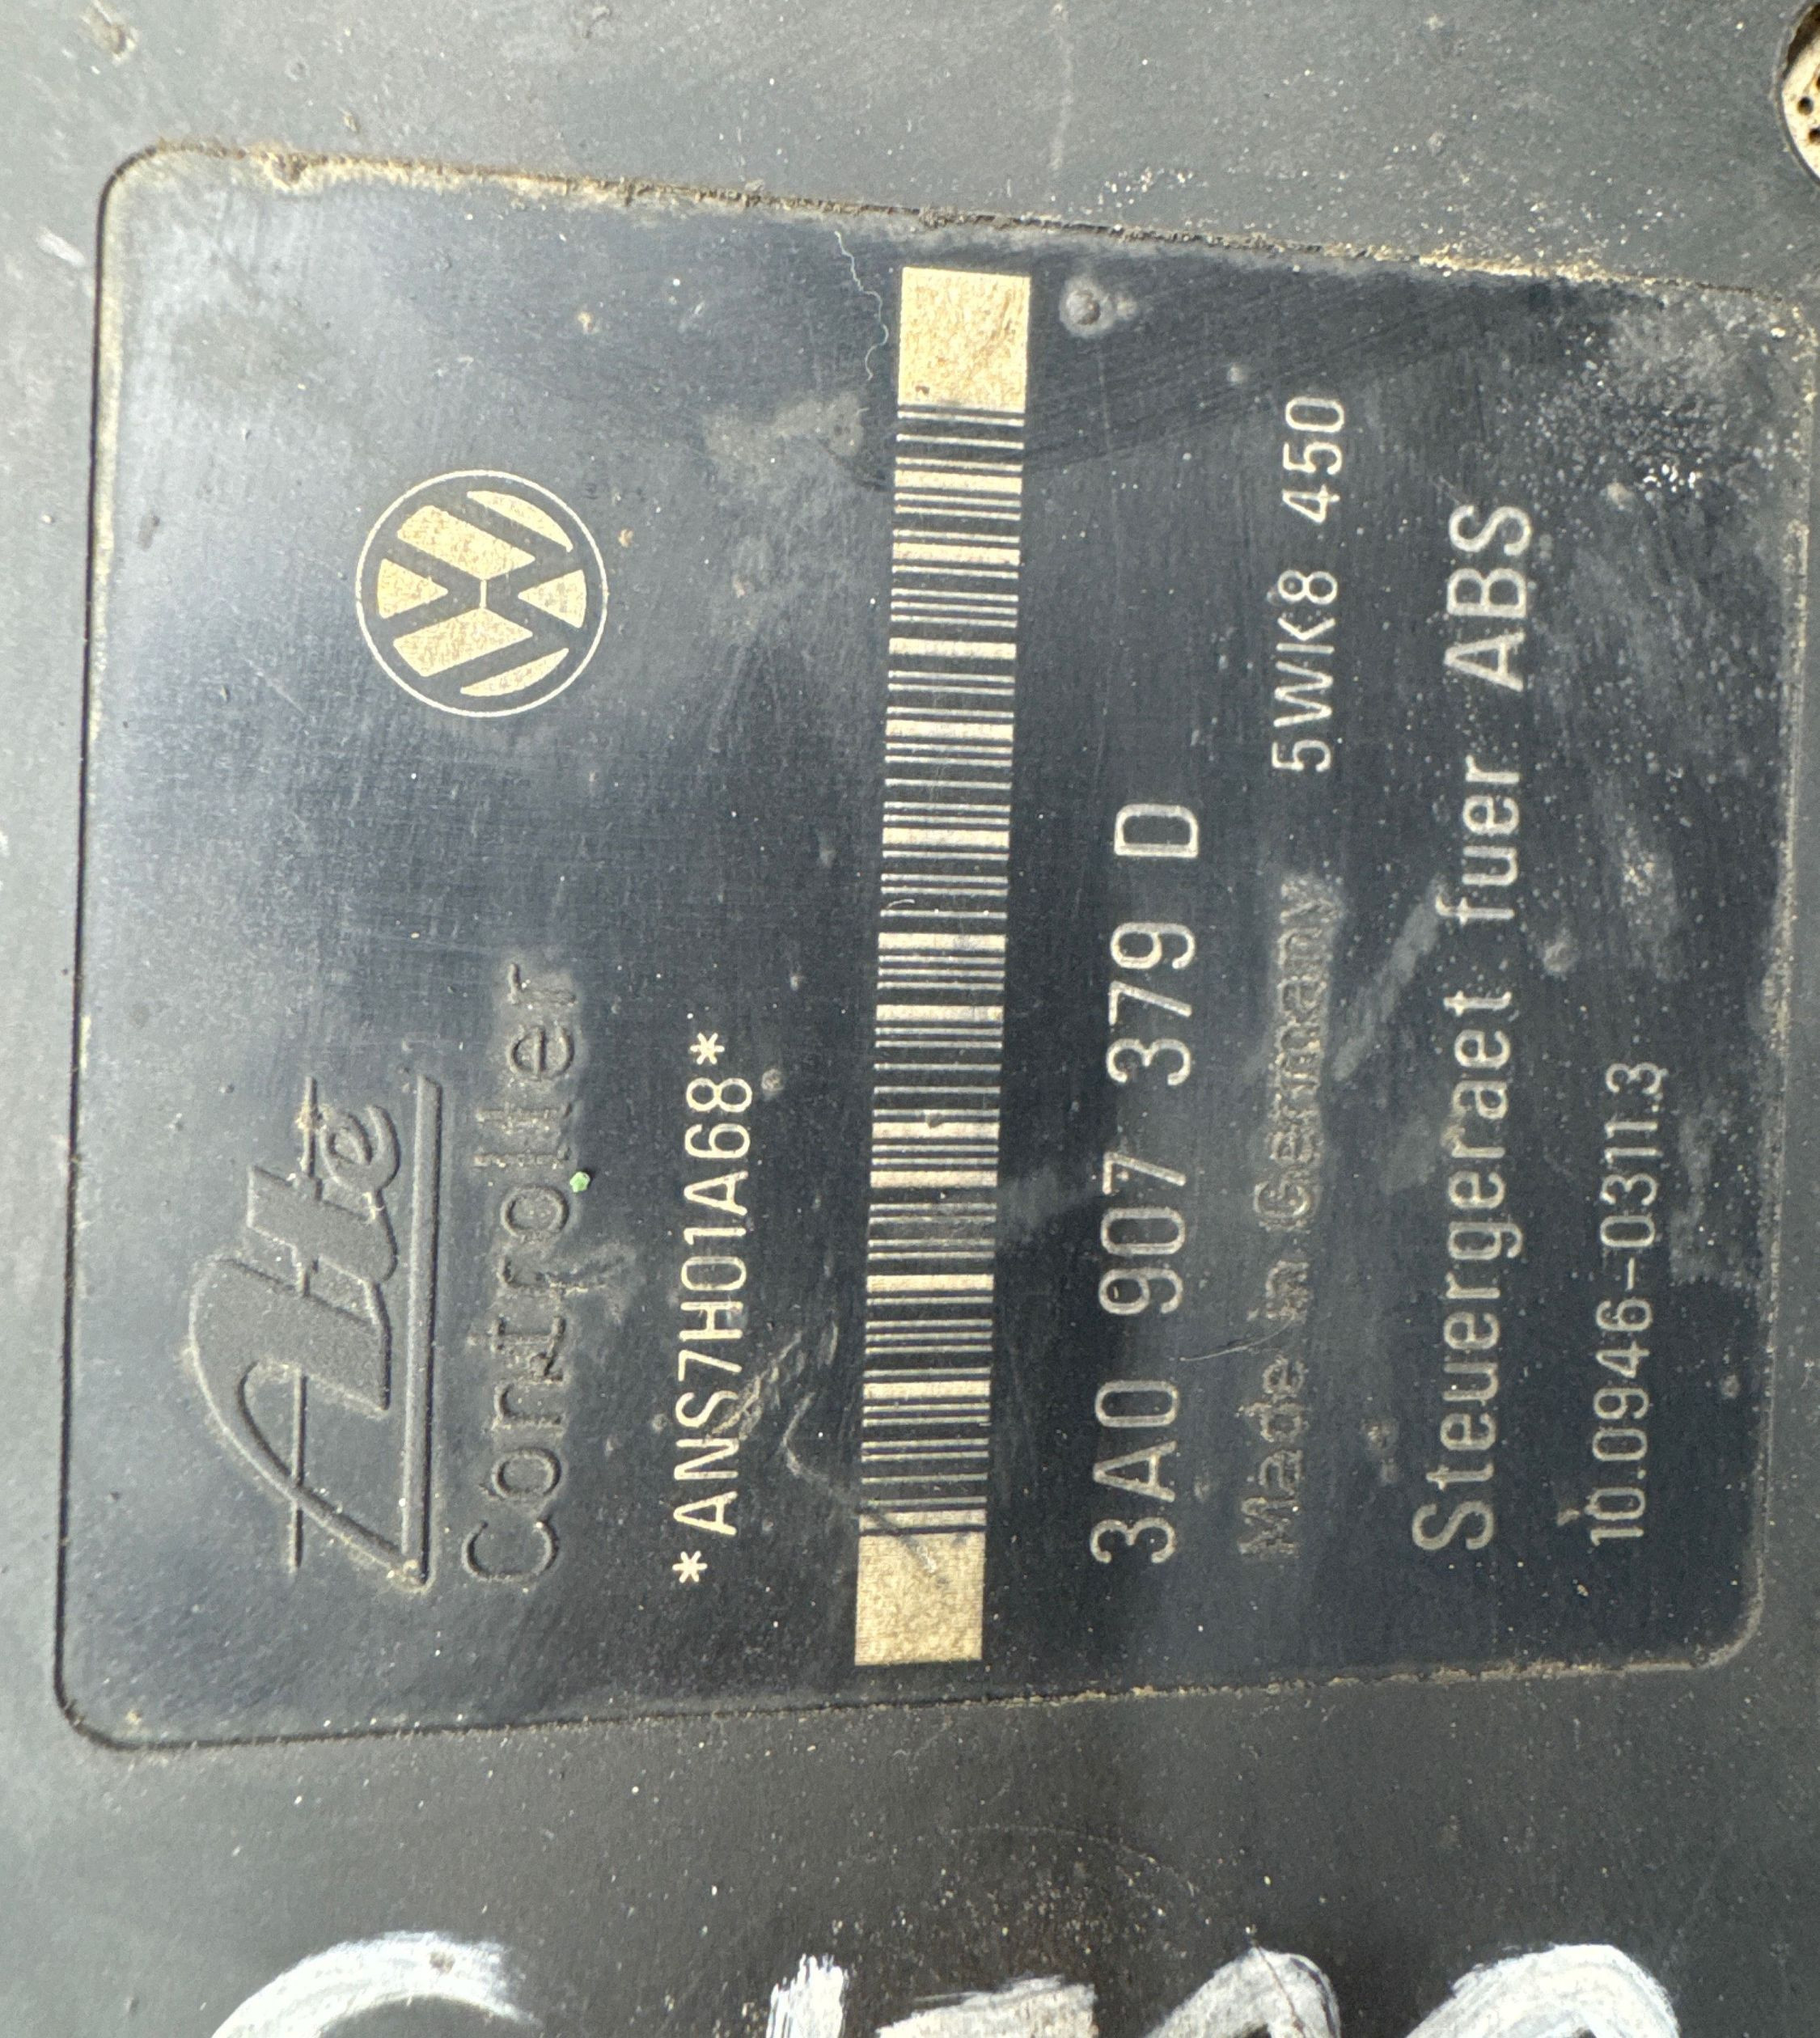 Ate
Controller
*ANS7H01A68*
3A0 907 379 D
Made in Germany
5WK8 450
Steuergeraet fuer ABS
10.0946-0311.3